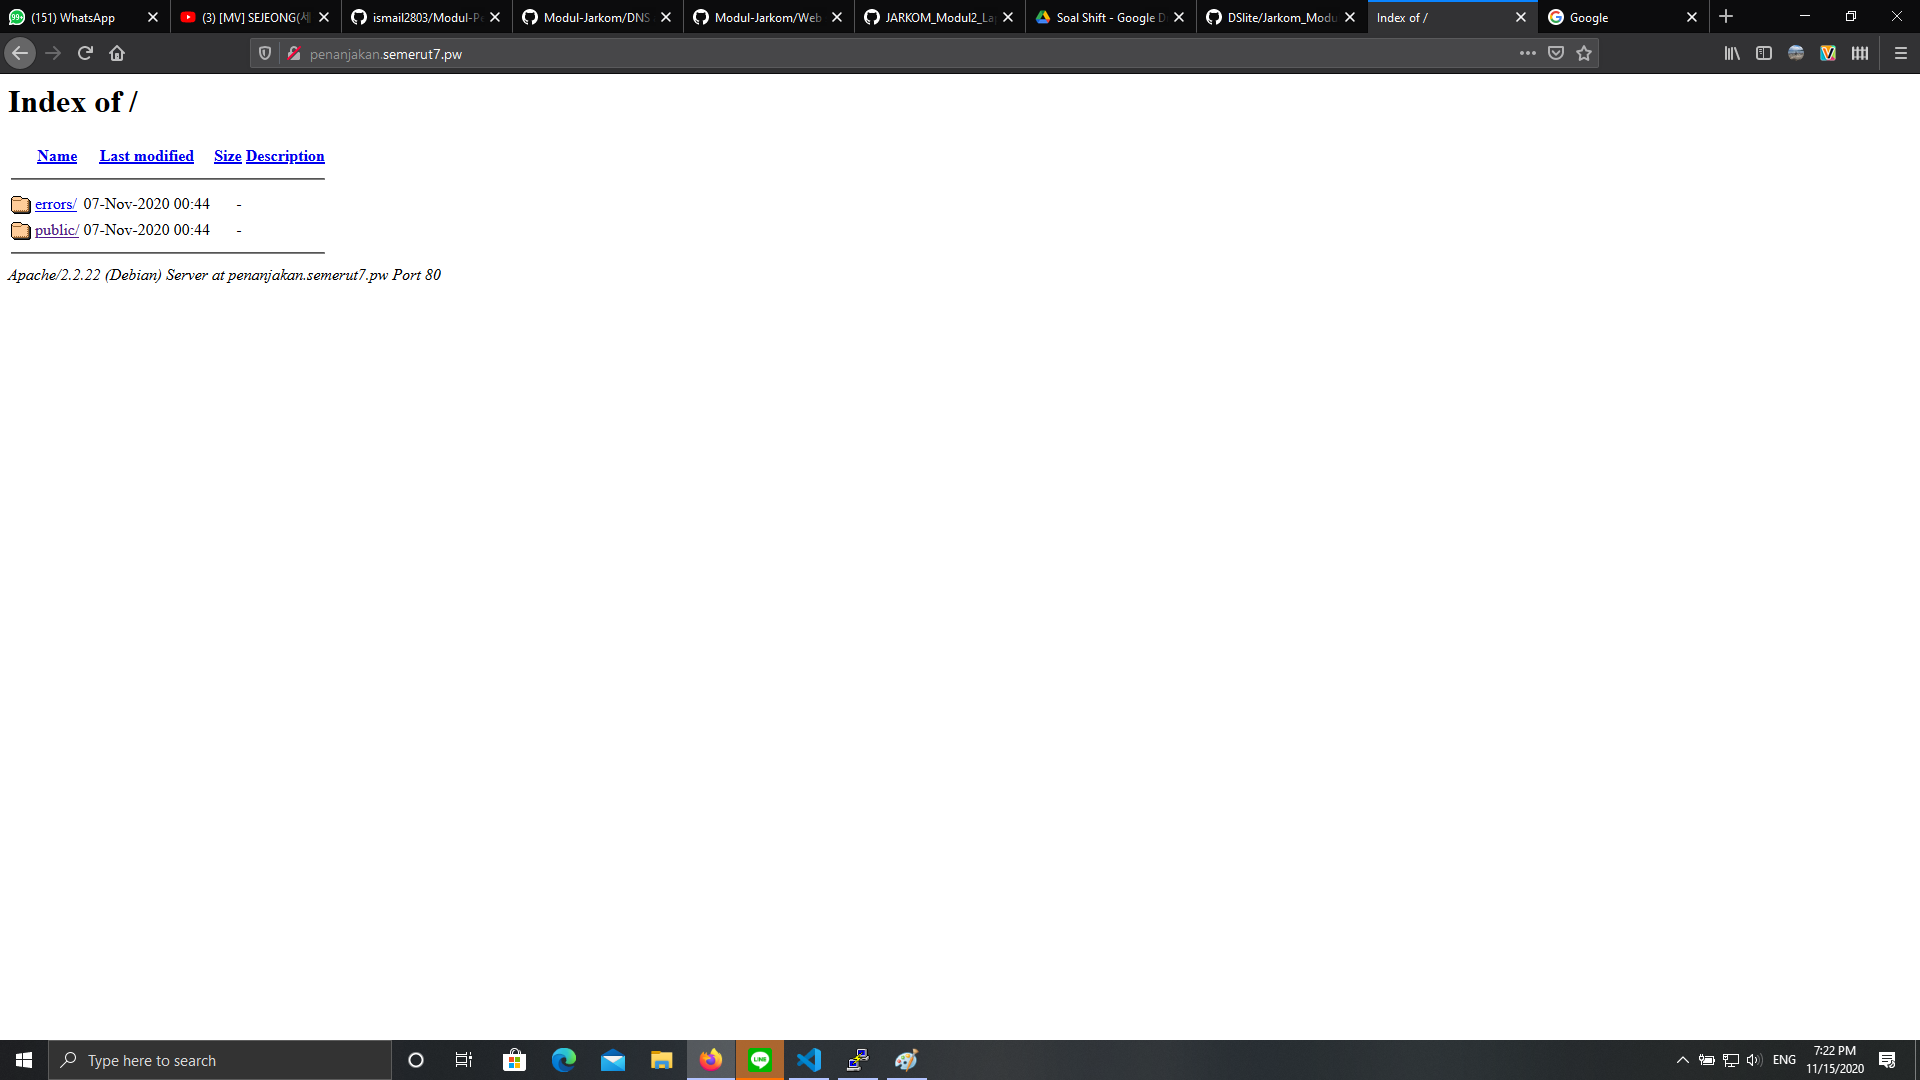 (151) WhatsApp
(3) [MV] SEJEONG(세
ismail2803/Modul-Pe
Modul-Jarkom/DNS
Modul-Jarkom/Web
JARKOM_Modul2_La
Soal Shift - Google D
DSlite/Jarkom_Modu
Index of /
Google
penanjakan.semerut7.pw
Index of /
Name Last modified Size Description
errors/ 07-Nov-2020 00:44 -
public/ 07-Nov-2020 00:44 -
Apache/2.2.22 (Debian) Server at penanjakan.semerut7.pw Port 80
Type here to search
LINE
ENG
7:22 PM
11/15/2020